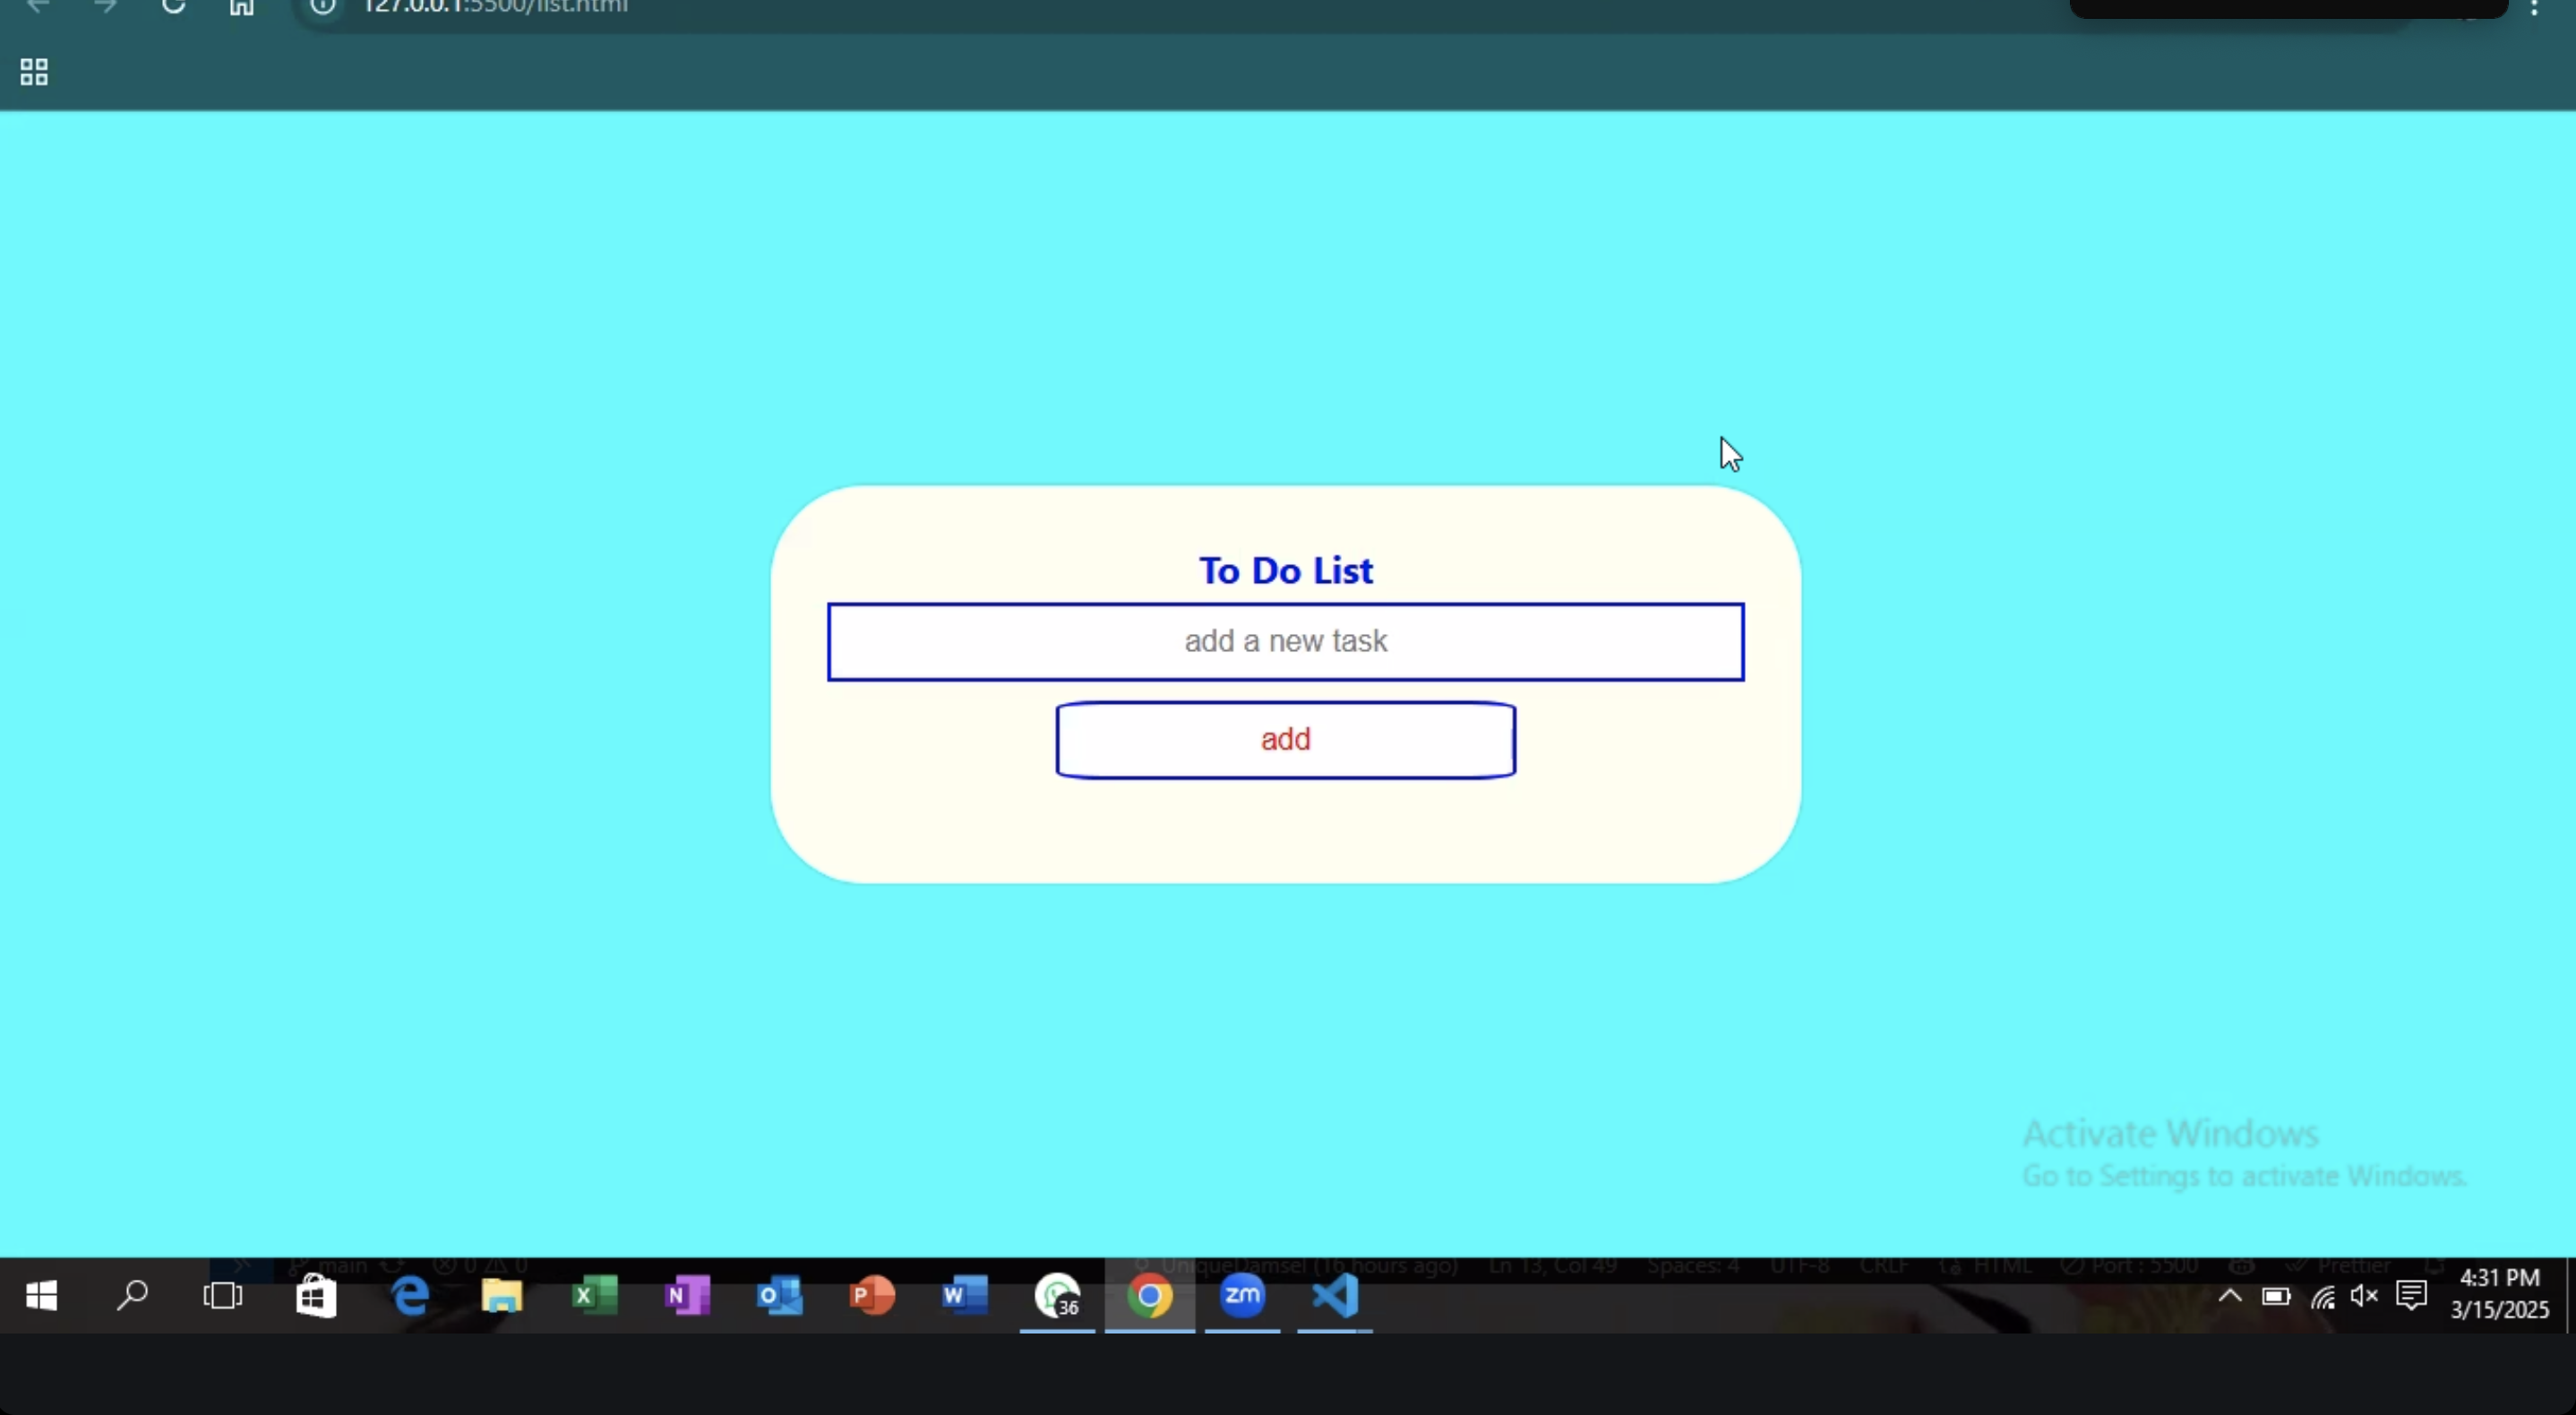 127.0.0.1:5500/list.html
To Do List
add a new task
add
Activate Windows
Go to Settings to activate Windows.
main
0 0
UniqueDamsel (16 hours ago)
Ln 13, Col 49
Spaces: 4
UTF-8
CRLF
HTML
Port : 5500
Prettier
X
N
O
P
W
36
zm
4:31 PM
3/15/2025